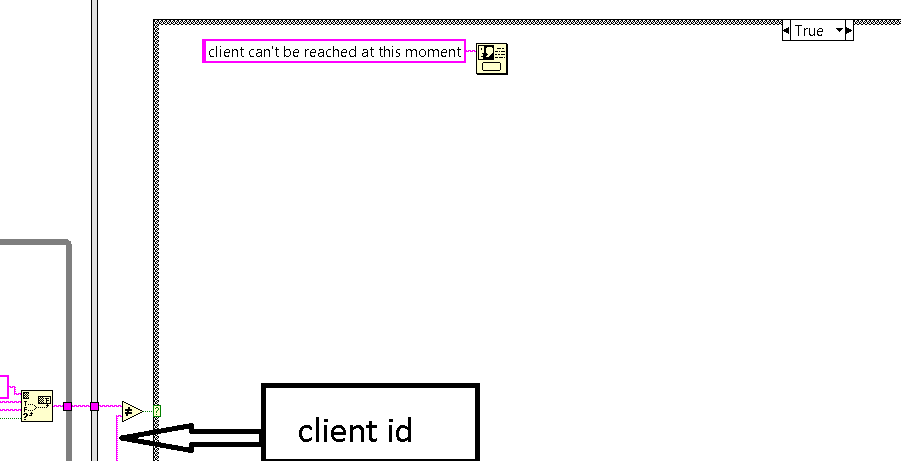 True
client can't be reached at this moment
?
client id